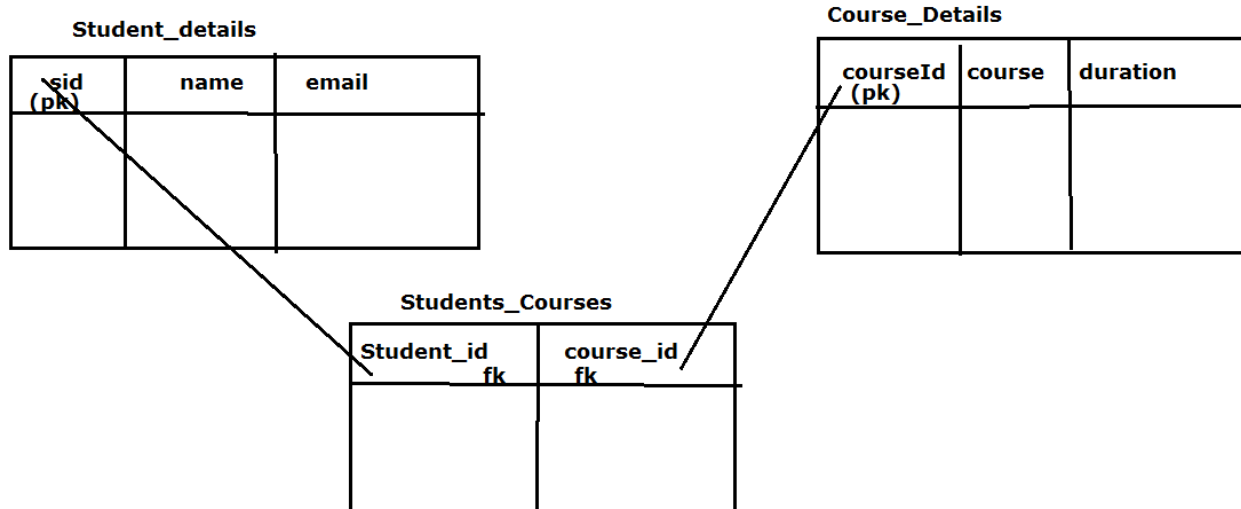 Student_details
sid name email
(pk)
Course_Details
courseId course duration
(pk)
Students_Courses
Student_id course_id
fk fk